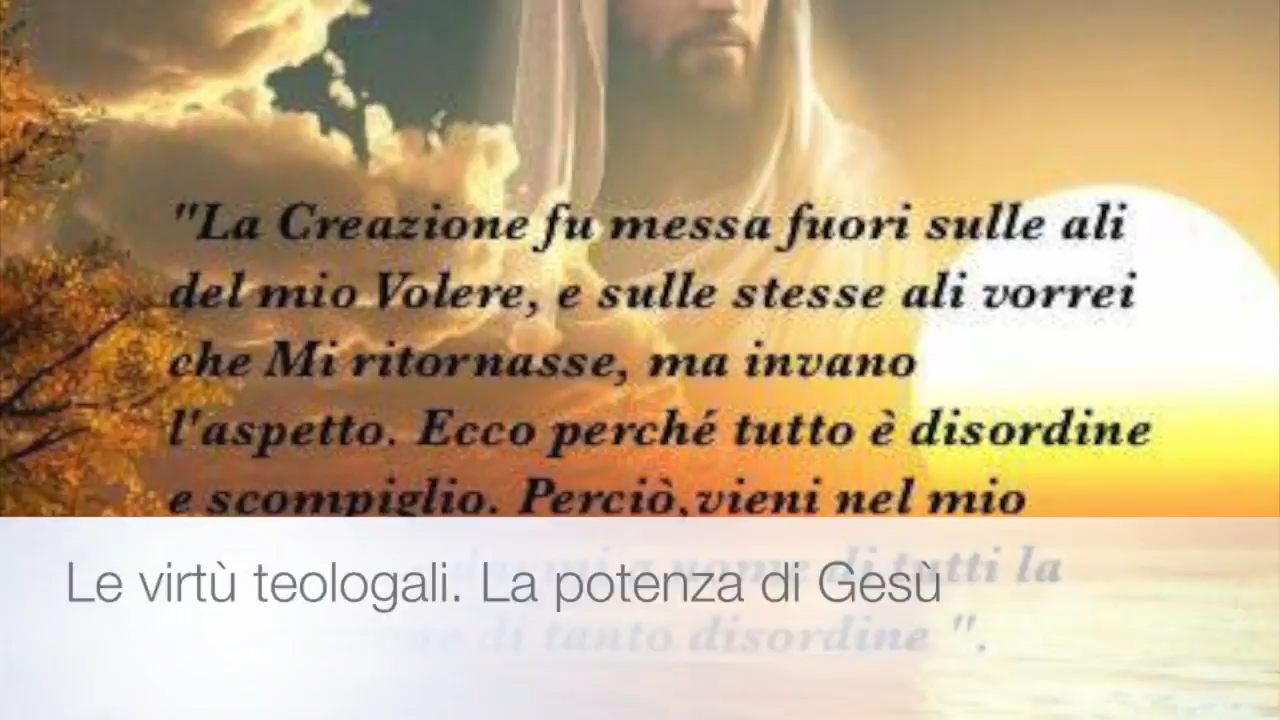 "La Creazione fu messa fuori sulle ali
del mio Volere, e sulle stesse ali vorrei
che Mi ritornasse, ma invano
l'aspetto. Ecco perché tutto è disordine
e scompiglio. Perciò,vieni nel mio
mi a nome di tutti la
Le virtù teologali. La potenza di Gesù
di tanto disordine ".